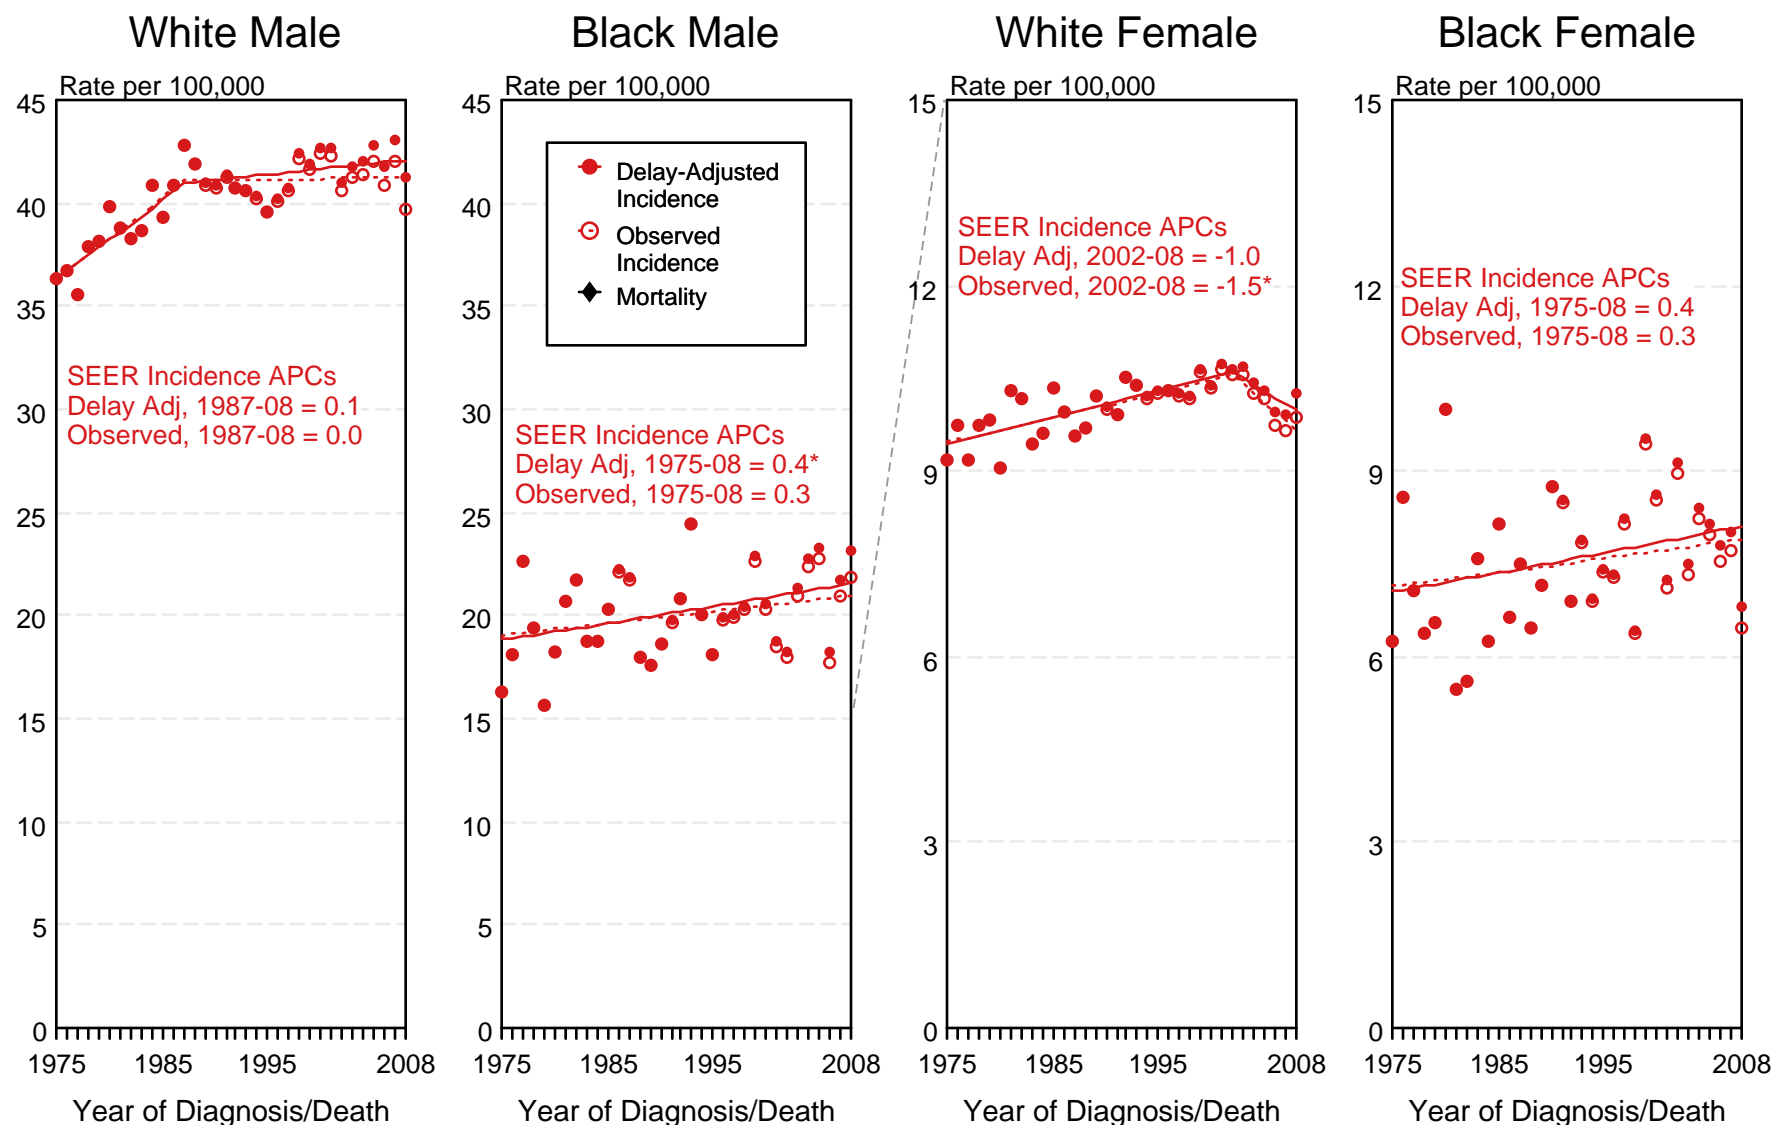 White Male
Black Male
White Female
Black Female
Rate per 100,000
45
40
35
30
25
20
15
10
5
0
SEER Incidence APCs
Delay Adj, 1987-08 = 0.1
Observed, 1987-08 = 0.0
1975
1985
1995
2008
Year of Diagnosis/Death
Rate per 100,000
45
40
35
30
25
20
15
10
5
0
Delay-Adjusted
Incidence
Observed
Incidence
Mortality
SEER Incidence APCs
Delay Adj, 1975-08 = 0.4*
Observed, 1975-08 = 0.3
1975
1985
1995
2008
Year of Diagnosis/Death
Rate per 100,000
15
12
9
6
3
0
SEER Incidence APCs
Delay Adj, 2002-08 = -1.0
Observed, 2002-08 = -1.5*
1975
1985
1995
2008
Year of Diagnosis/Death
Rate per 100,000
15
12
9
6
3
0
SEER Incidence APCs
Delay Adj, 1975-08 = 0.4
Observed, 1975-08 = 0.3
1975
1985
1995
2008
Year of Diagnosis/Death